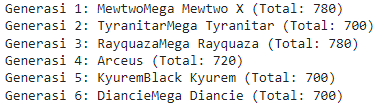 Generasi 1: MewtwoMega Mewtwo X (Total: 780)
Generasi 2: TyranitarMega Tyranitar (Total: 700)
Generasi 3: RayquazaMega Rayquaza (Total: 780)
Generasi 4: Arceus (Total: 720)
Generasi 5: KyuremBlack Kyurem (Total: 700)
Generasi 6: DiancieMega Diancie (Total: 700)